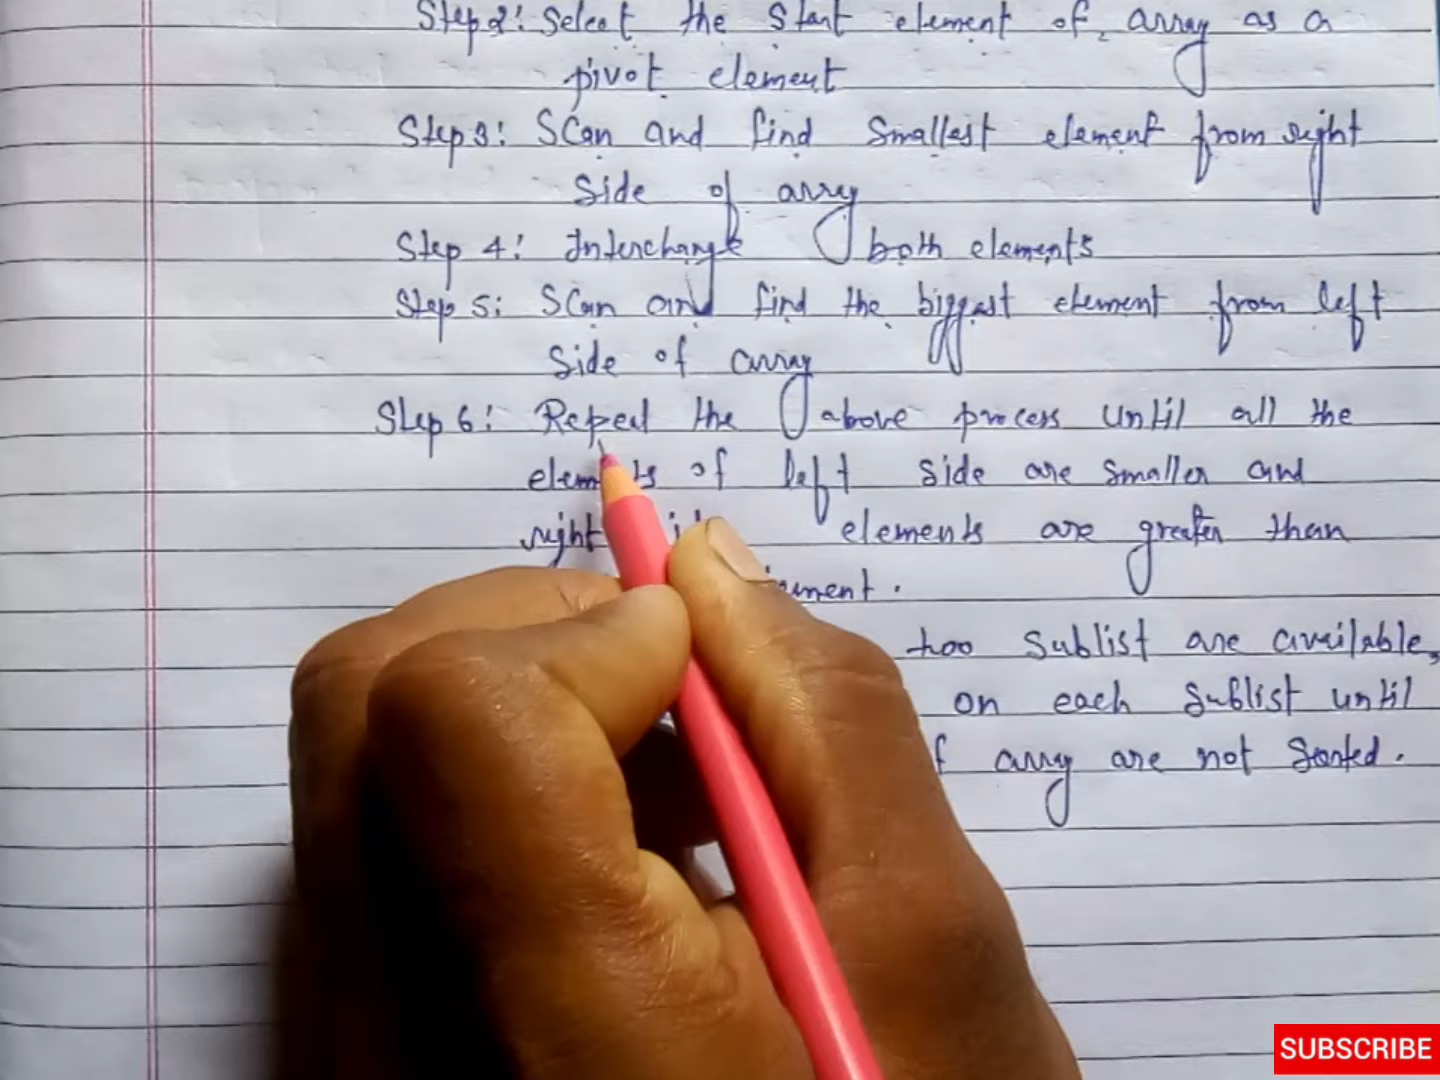 Step 2: Select the Start element of array as a
pivot element
Step 3: Scan and find Smallest element from right
Side of array
Step 4: Interchange both elements
Step 5: Scan and find the biggest element from left
Side of array
Step 6: Repeat the above process until all the
elements of left side are smaller and
right elements are greater than
too sublist are available,
on each sublist until
array are not sorted.
SUBSCRIBE